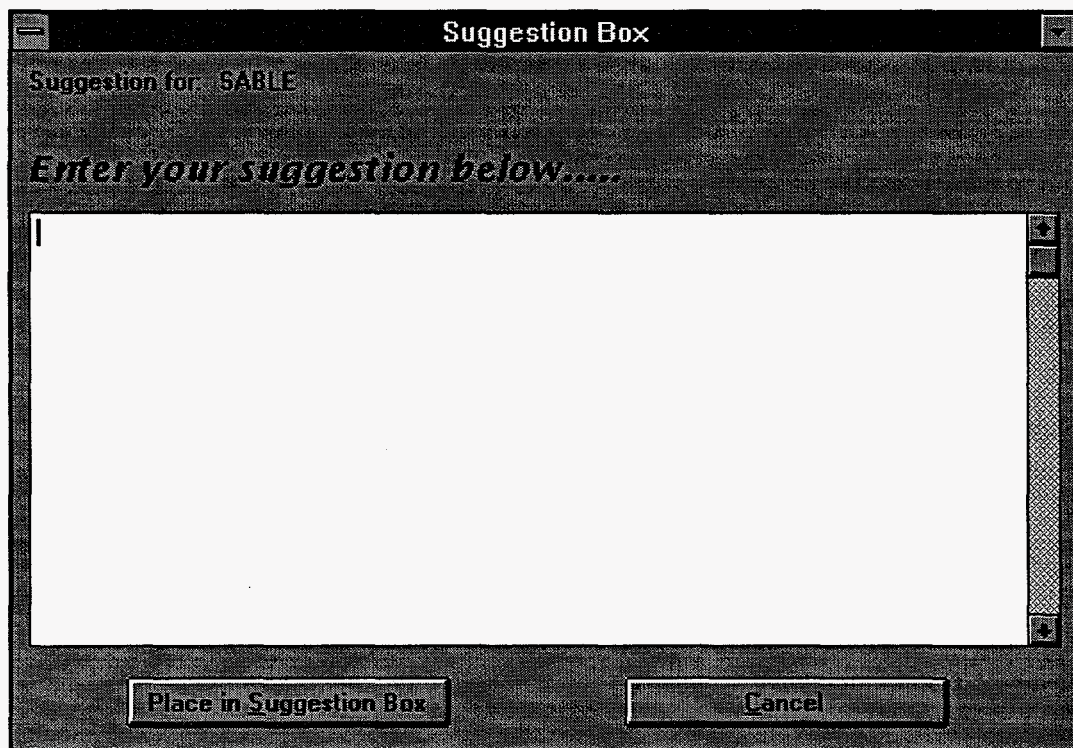 Suggestion Box
Suggestion for: SABLE
Enter your suggestion below.....
Place in Suggestion Box
Cancel